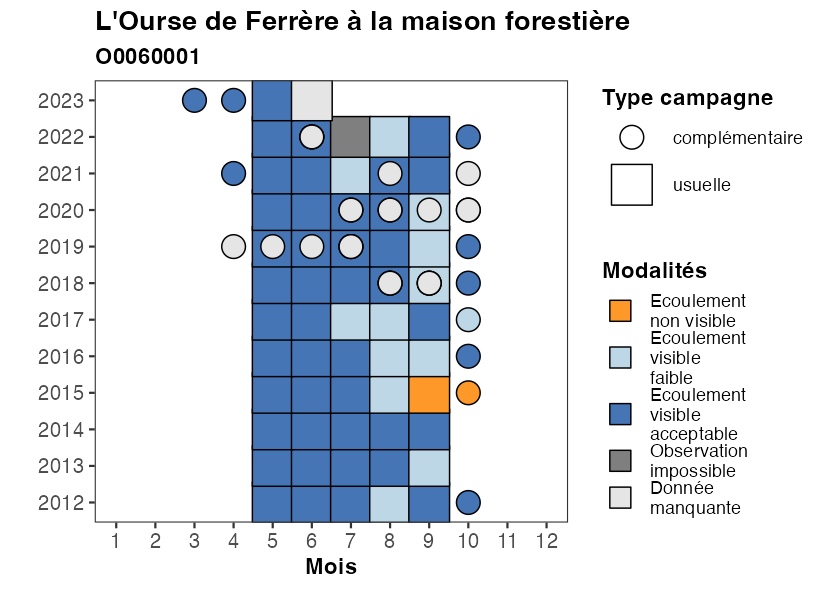 L'Ourse de Ferrère à la maison forestière
O0060001
2023
2022
2021
2020
2019
2018
2017
2016
2015
2014
2013
2012
1 2 3 4 5 6 7 8 9 10 11 12
Mois
Type campagne
complémentaire
usuelle
Modalités
Ecoulement
non visible
Ecoulement
visible
faible
Ecoulement
visible
acceptable
Observation
impossible
Donnée
manquante